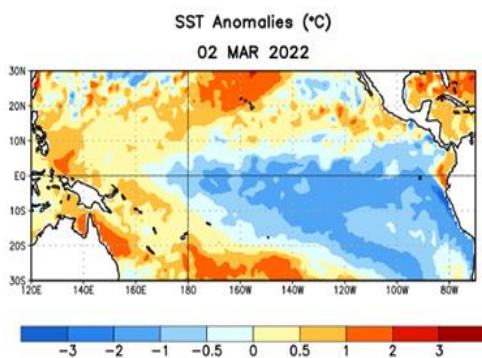 SST Anomalies (°C)
02 MAR 2022
30N
20N
10N
EQ
10S
20S
30S
120E 140E 160E 180 160W 140W 120W 100W 80W
-3 -2 -1 -0.5 0 0.5 1 2 3